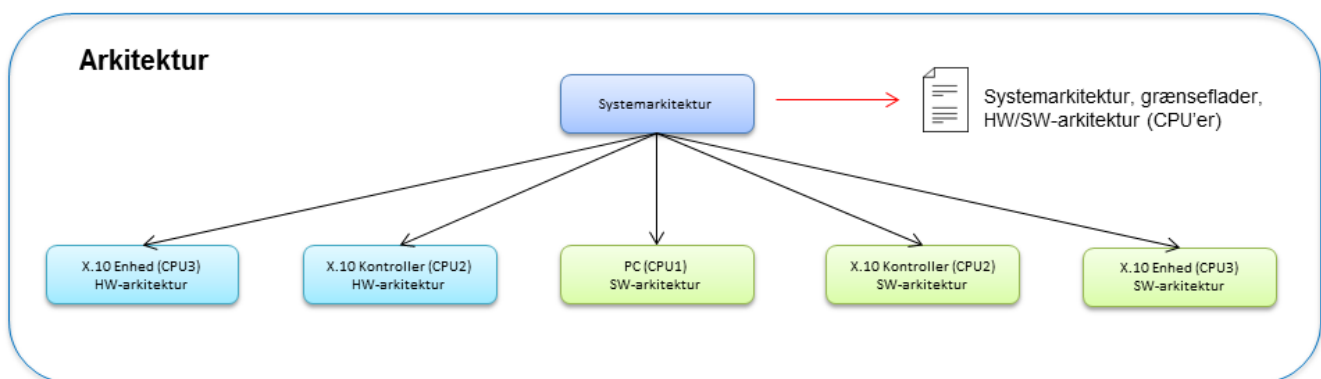 Arkitektur
Systemarkitektur
Systemarkitektur, grænseflader,
HW/SW-arkitektur (CPU'er)
X.10 Enhed (CPU3)
HW-arkitektur
X.10 Kontroller (CPU2)
HW-arkitektur
PC (CPU1)
SW-arkitektur
X.10 Kontroller (CPU2)
SW-arkitektur
X.10 Enhed (CPU3)
SW-arkitektur